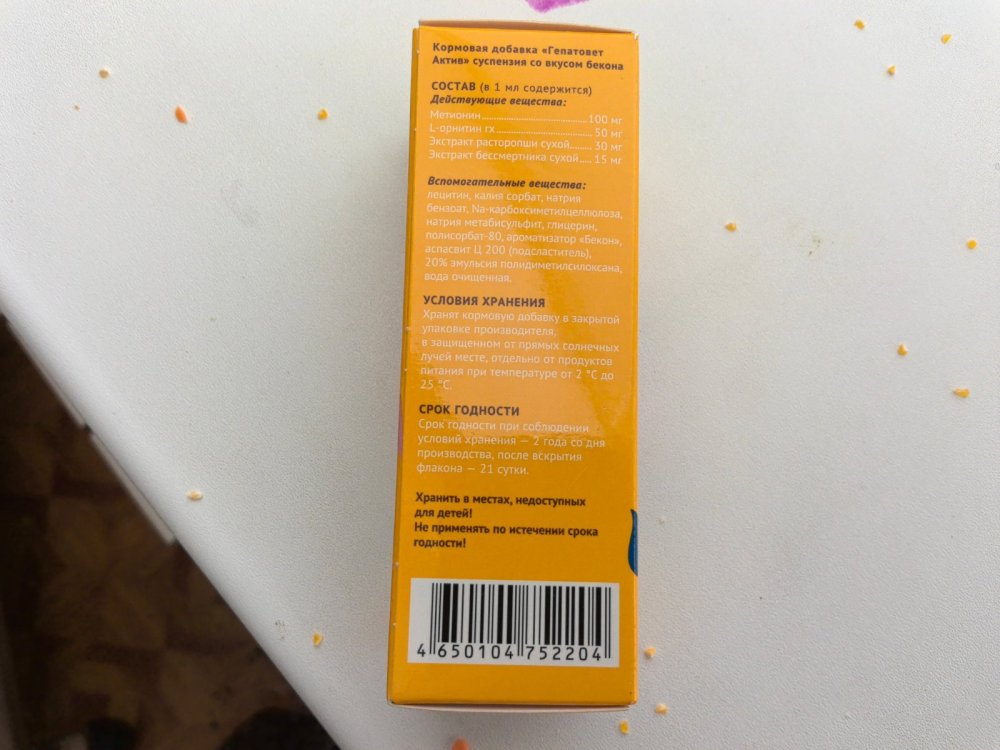 Кормовая добавка «Гепатовет
Актив» суспензия со вкусом бекона
СОСТАВ (в 1 мл содержится)
Действующие вещества:
Метионин............................100 мг
L-орнитин гх..........................50 мг
Экстракт расторопши сухой.......30 мг
Экстракт бессмертника сухой.....15 мг
Вспомогательные вещества:
лецитин, калия сорбат, натрия
бензоат, Na-карбоксиметилцеллюлоза,
натрия метабисульфит, глицерин,
полисорбат-80, ароматизатор «Бекон»,
аспасвит Ц 200 (подсластитель),
20% эмульсия полидиметилсилоксана,
вода очищенная.
УСЛОВИЯ ХРАНЕНИЯ
Хранят кормовую добавку в закрытой
упаковке производителя,
в защищенном от прямых солнечных
лучей месте, отдельно от продуктов
питания при температуре от 2 °С до
25 °С.
СРОК ГОДНОСТИ
Срок годности при соблюдении
условий хранения — 2 года со дня
производства, после вскрытия
флакона — 21 сутки.
Хранить в местах, недоступных
для детей!
Не применять по истечении срока
годности!
4 650104 752204